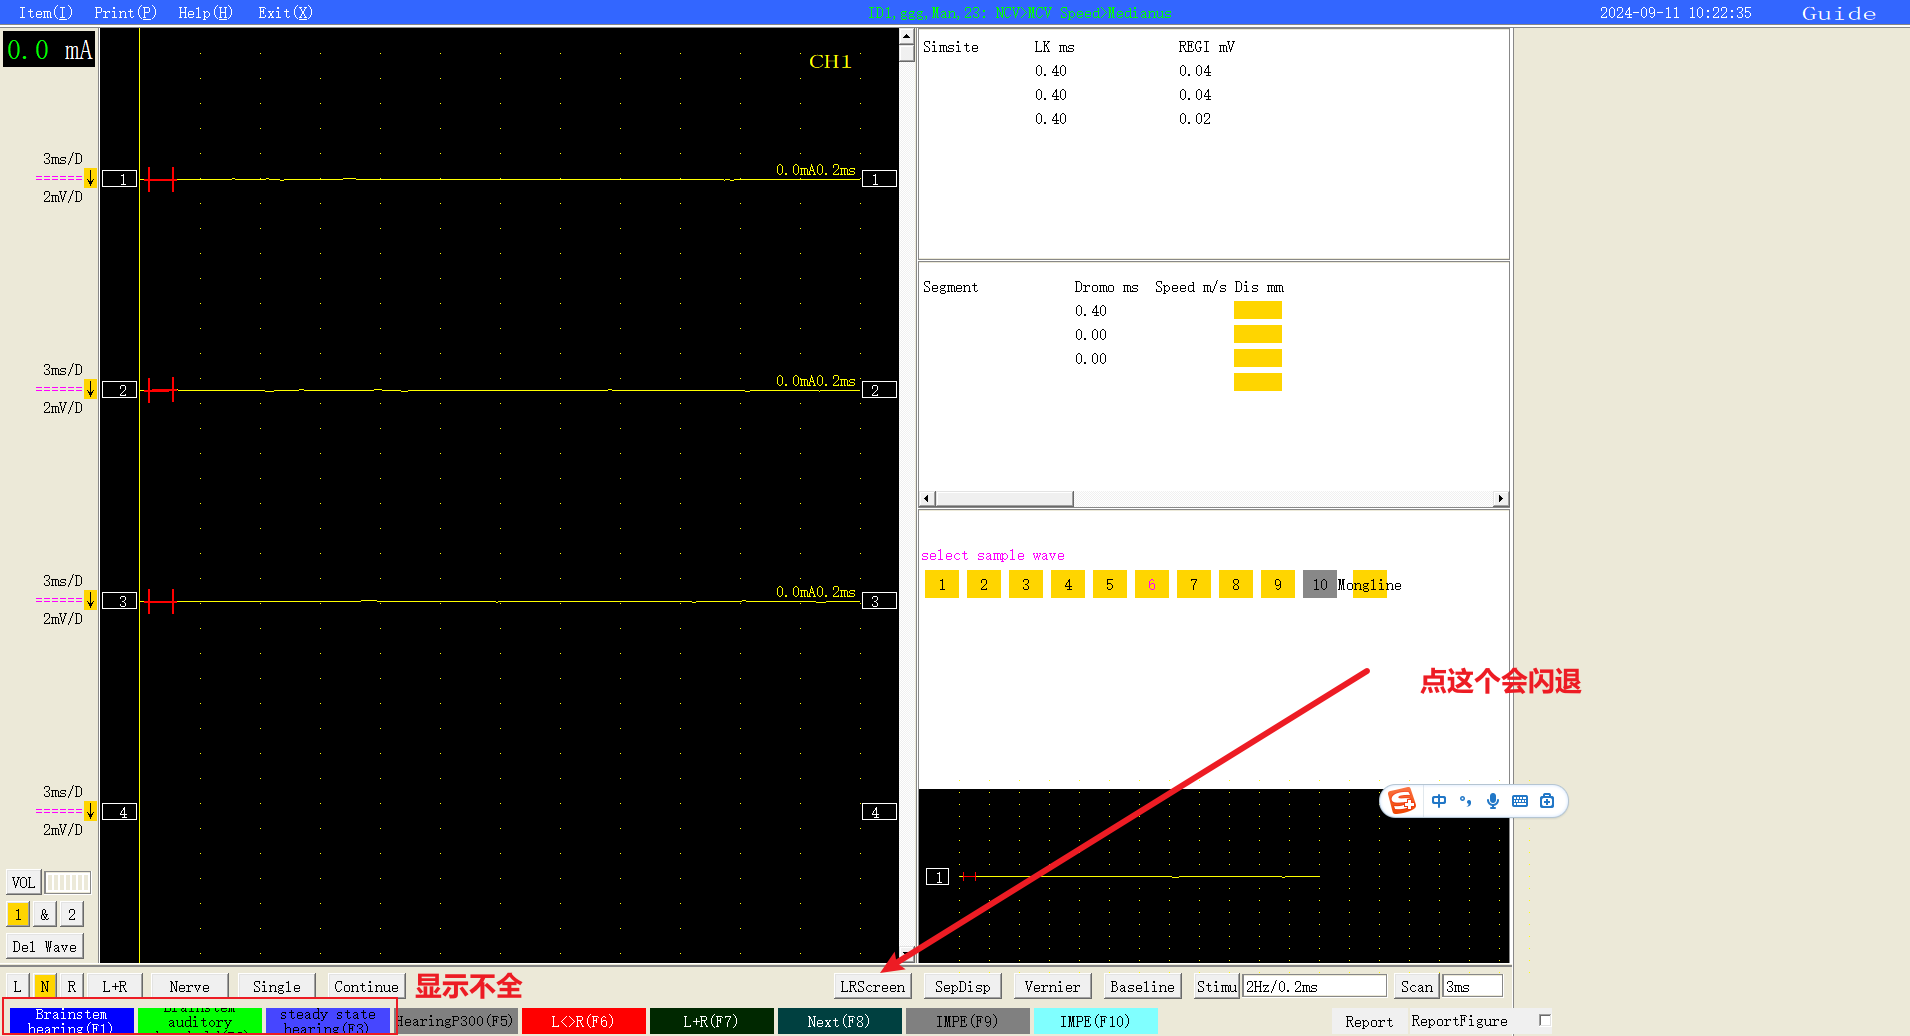 Item(I) Print(P) Help(H) Exit(X) ID1,ggg,Man,23: NCV>MCV Speed>Medianus 2024-09-11 10:22:35 Guide
0.0 mA
CH1
Simsite LK ms REGI mV
0.40 0.04
0.40 0.04
0.40 0.02
3ms/D
1 0.0mA0.2ms 1
2mV/D
Segment Dromo ms Speed m/s Dis mm
0.40
0.00
0.00
3ms/D
2 0.0mA0.2ms 2
2mV/D
select sample wave
1 2 3 4 5 6 7 8 9 10 Mongline
3ms/D
3 0.0mA0.2ms 3
2mV/D
点这个会闪退
中
3ms/D
4 4
2mV/D
1
VOL
1 & 2
Del Wave
L N R L+R Nerve Single Continue 显示不全 LRScreen SepDisp Vernier Baseline Stimu 2Hz/0.2ms Scan 3ms
Brainstem
hearing(F1)
Brainstem
auditory
steady state
hearing(F3)
HearingP300(F5) L<>R(F6) L+R(F7) Next(F8) IMPE(F9) IMPE(F10) Report ReportFigure